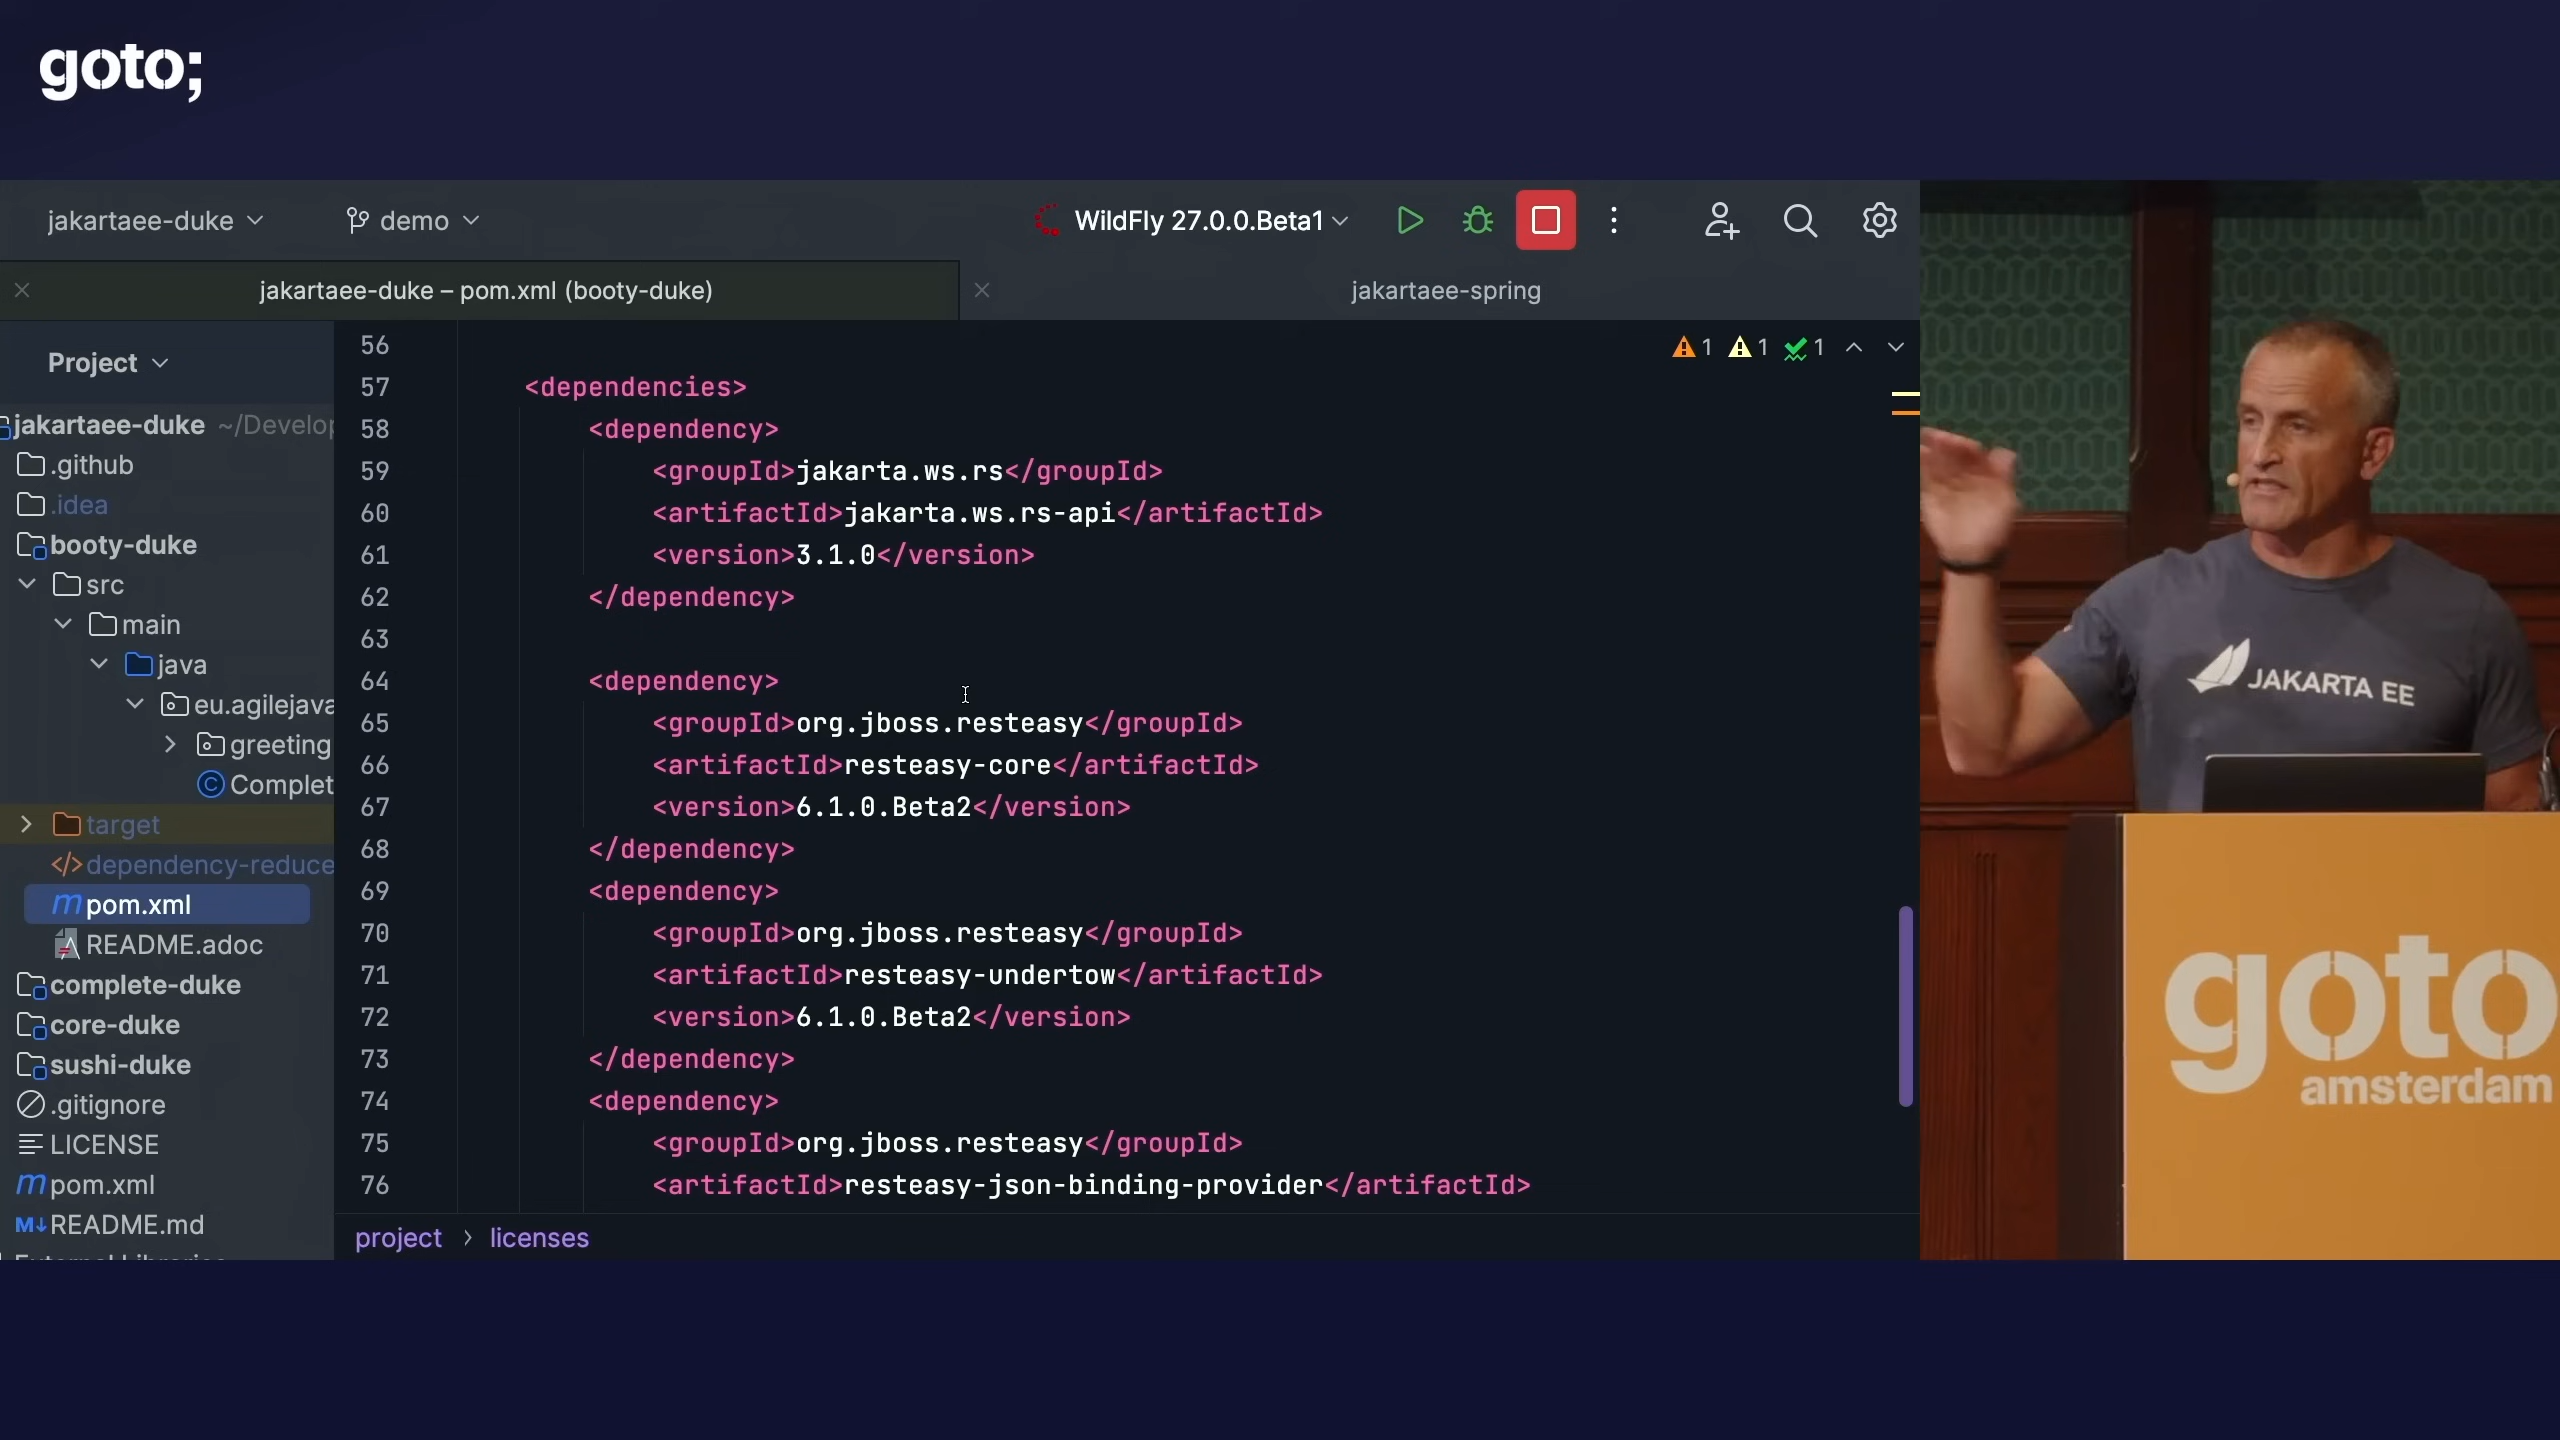 goto;
jakartaee-duke
demo
WildFly 27.0.0.Beta1
jakartaee-duke – pom.xml (booty-duke)
jakartaee-spring
Project
jakartaee-duke ~/Develop
.github
.idea
booty-duke
src
main
java
eu.agilejava
greeting
Complet
target
dependency-reduce
pom.xml
README.adoc
complete-duke
core-duke
sushi-duke
.gitignore
LICENSE
pom.xml
README.md
1 1 1
56
57 <dependencies>
58 <dependency>
59 <groupId>jakarta.ws.rs</groupId>
60 <artifactId>jakarta.ws.rs-api</artifactId>
61 <version>3.1.0</version>
62 </dependency>
63
64 <dependency>
65 <groupId>org.jboss.resteasy</groupId>
66 <artifactId>resteasy-core</artifactId>
67 <version>6.1.0.Beta2</version>
68 </dependency>
69 <dependency>
70 <groupId>org.jboss.resteasy</groupId>
71 <artifactId>resteasy-undertow</artifactId>
72 <version>6.1.0.Beta2</version>
73 </dependency>
74 <dependency>
75 <groupId>org.jboss.resteasy</groupId>
76 <artifactId>resteasy-json-binding-provider</artifactId>
project > licenses
JAKARTA EE
goto
amsterdam